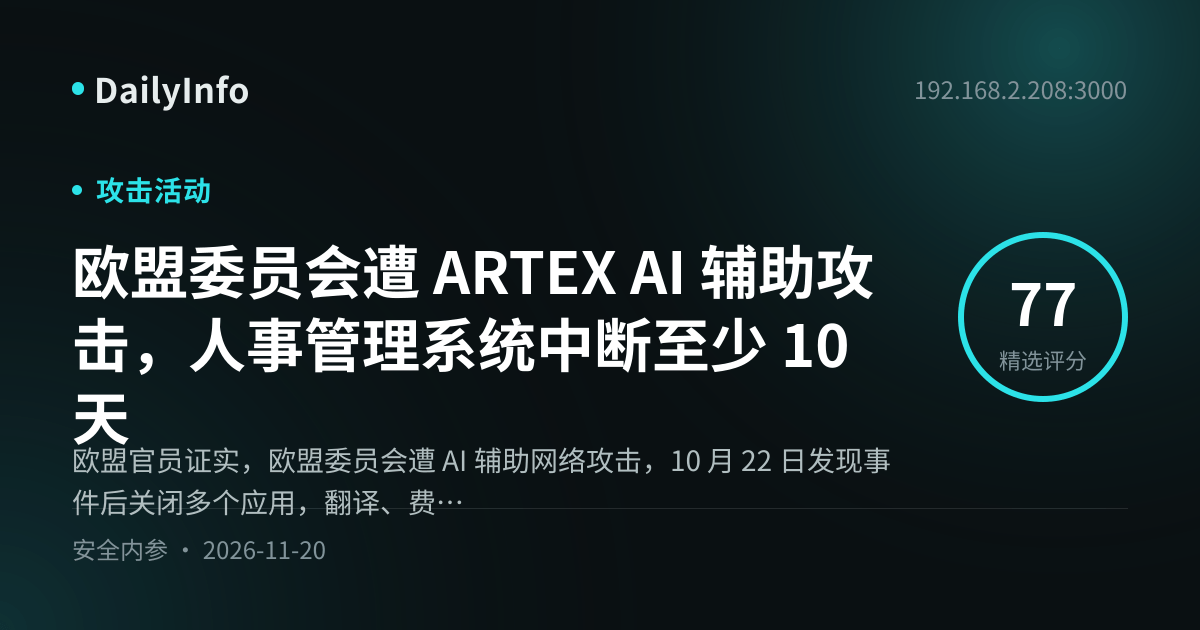 DailyInfo
192.168.2.208:3000
攻击活动
欧盟委员会遭 ARTEX AI 辅助攻
击，人事管理系统中断至少 10
天
77
精选评分
欧盟官员证实，欧盟委员会遭 AI 辅助网络攻击，10 月 22 日发现事
件后关闭多个应用，翻译、费…
安全内参 · 2026-11-20